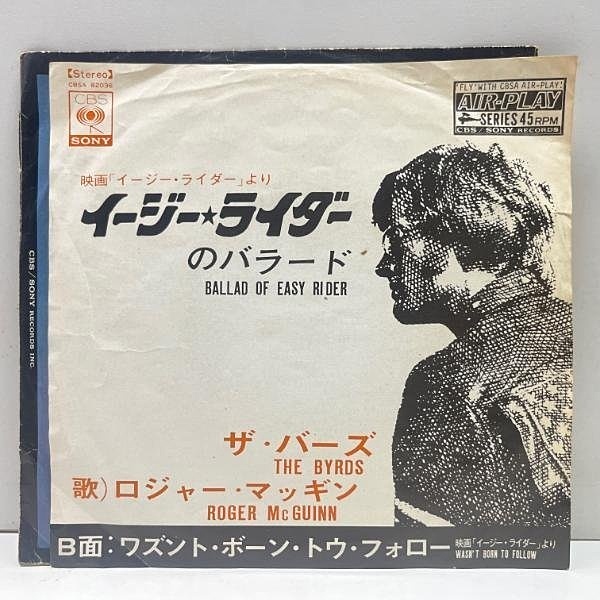 【Stereo】
CBSA 82036
CBS
SONY
"FLY" WITH CBSA AIR-PLAY!
AIR-PLAY
SERIES 45 RPM
CBS/SONY RECORDS
映画「イージー・ライダー」より
イージー★ライダー
のバラード
BALLAD OF EASY RIDER
CBS/SONY RECORDS INC.
ザ・バーズ
THE BYRDS
歌)ロジャー・マッギン
ROGER McGUINN
B面:ワズント・ボーン・トウ・フォロー 映画「イージー・ライダー」より
WASN'T BORN TO FOLLOW